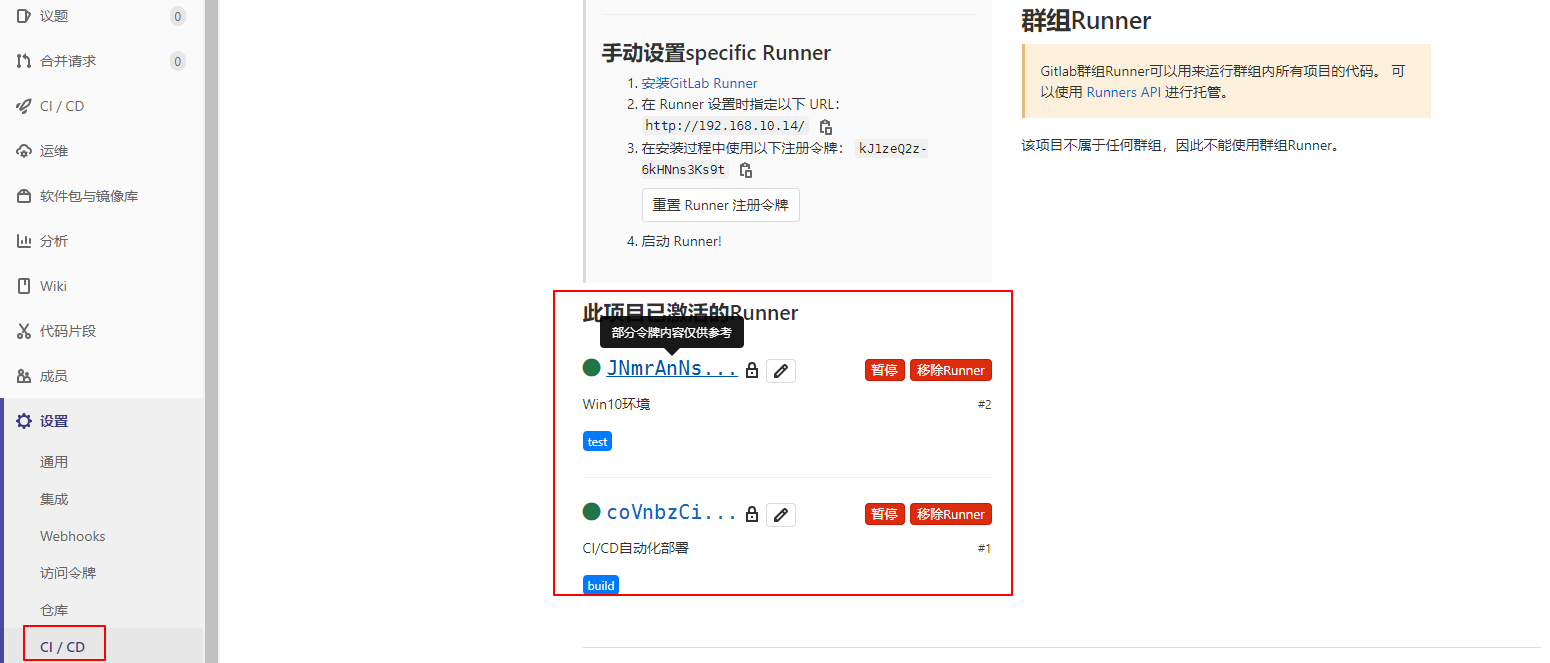 议题 0
合并请求 0
CI / CD
运维
软件包与镜像库
分析
Wiki
代码片段
成员
设置
通用
集成
Webhooks
访问令牌
仓库
CI / CD
手动设置specific Runner
1. 安装GitLab Runner
2. 在 Runner 设置时指定以下 URL：
http://192.168.10.14/
3. 在安装过程中使用以下注册令牌： kJ1zeQ2z-
6kHNns3Ks9t
重置 Runner 注册令牌
4. 启动 Runner!
此项目已激活的Runner
部分令牌内容仅供参考
JNmrAnNs... 暂停 移除Runner
Win10环境 #2
test
coVnbzCi... 暂停 移除Runner
CI/CD自动化部署 #1
build
群组Runner
Gitlab群组Runner可以用来运行群组内所有项目的代码。 可
以使用 Runners API 进行托管。
该项目不属于任何群组，因此不能使用群组Runner。